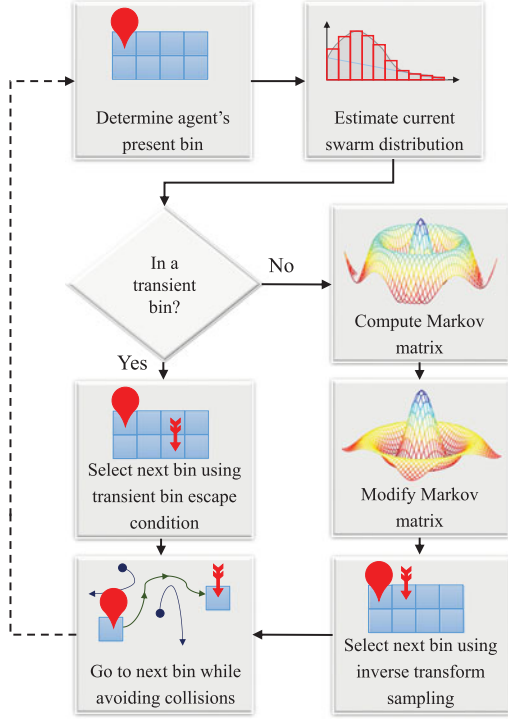 Determine agent's
present bin
Estimate current
swarm distribution
In a
transient
bin?
No
Yes
Compute Markov
matrix
Select next bin using
transient bin escape
condition
Modify Markov
matrix
Go to next bin while
avoiding collisions
Select next bin using
inverse transform
sampling